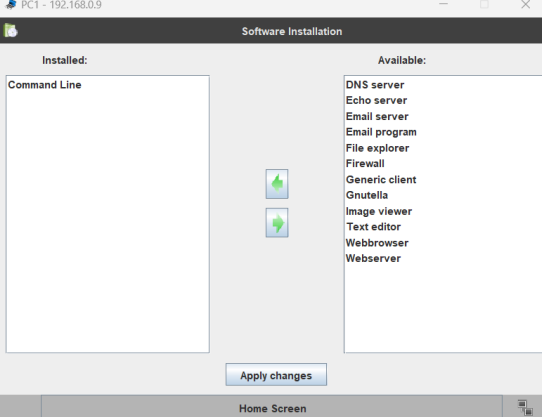 PC1 - 192.168.0.9
Software Installation
Installed:
Available:
Command Line
DNS server
Echo server
Email server
Email program
File explorer
Firewall
Generic client
Gnutella
Image viewer
Text editor
Webbrowser
Webserver
Apply changes
Home Screen